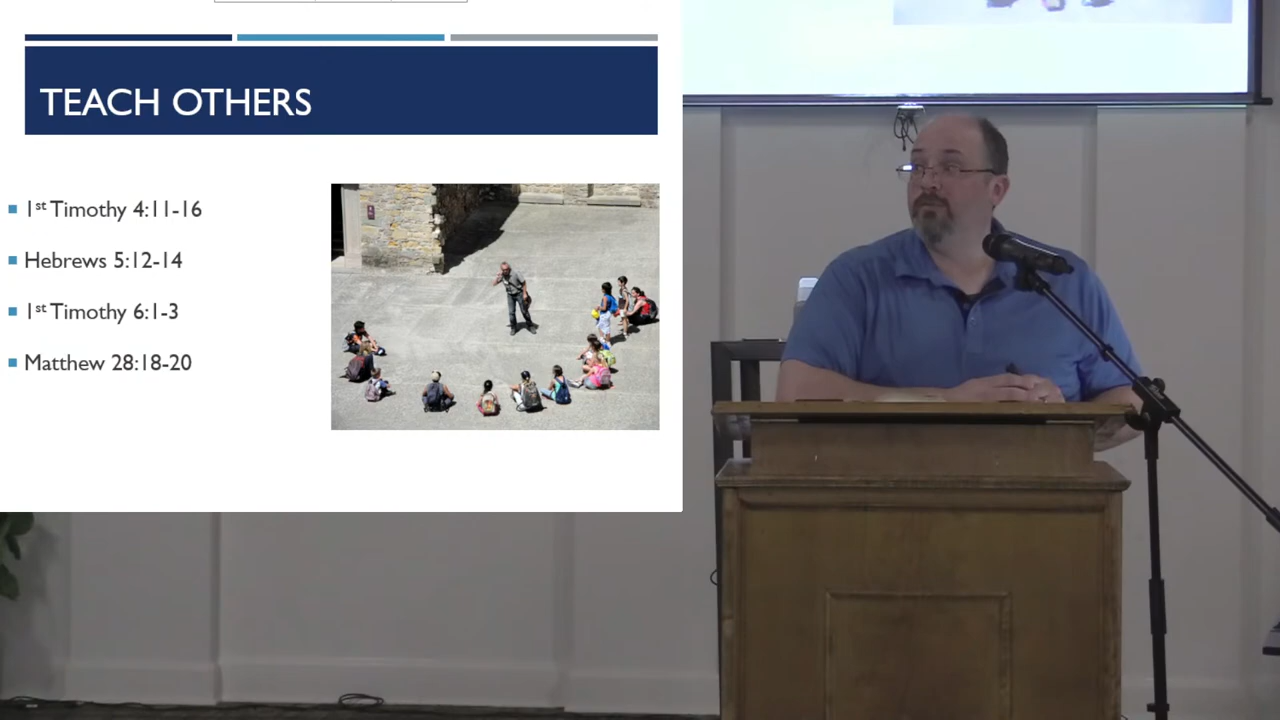 TEACH OTHERS
1st Timothy 4:11-16
Hebrews 5:12-14
1st Timothy 6:1-3
Matthew 28:18-20